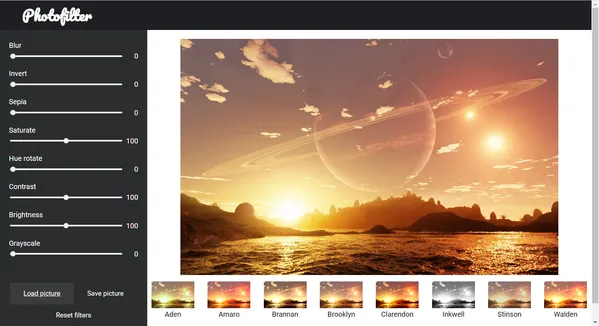 Photofilter
Blur
0
Invert
0
Sepia
0
Saturate
100
Hue rotate
0
Contrast
100
Brightness
100
Grayscale
0
Load picture
Save picture
Reset filters
Aden
Amaro
Brannan
Brooklyn
Clarendon
Inkwell
Stinson
Walden